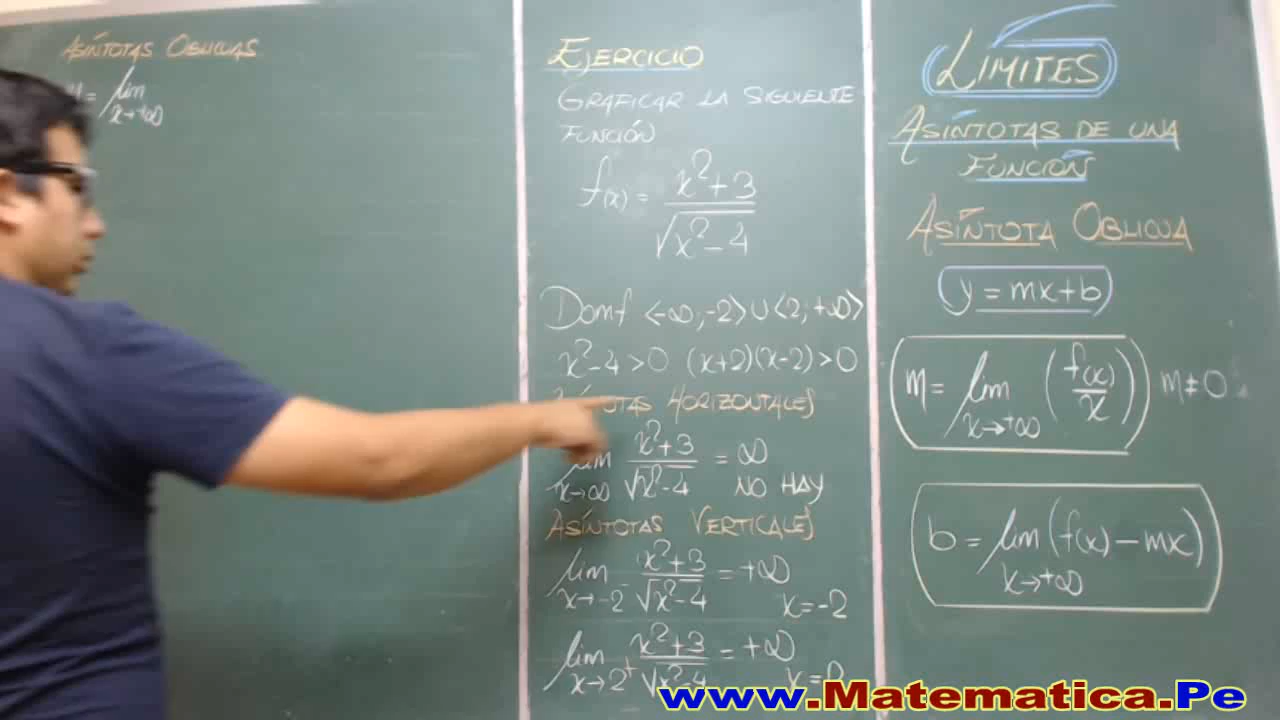 ASÍNTOTAS OBLICUAS
M = lim
x→+∞
EJERCICIO
GRAFICAR LA SIGUIENTE
FUNCIÓN
f(x) = x²+3
√x²-4
Domf <-∞;-2> U <2;+∞>
x²-4>0 (x+2)(x-2)>0
HORIZONTALES
lim x²+3 = ∞
x→∞ √x²-4 NO HAY
ASÍNTOTAS VERTICALES
lim x²+3 = +∞
x→-2⁻ √x²-4 x=-2
lim x²+3 = +∞
x→2⁺ √x²-4 x=2
LÍMITES
ASÍNTOTAS DE UNA
FUNCIÓN
ASÍNTOTA OBLICUA
y = mx+b
m = lim (f(x)/x) m≠0
x→+∞
b = lim (f(x) - mx)
x→+∞
www.Matematica.Pe